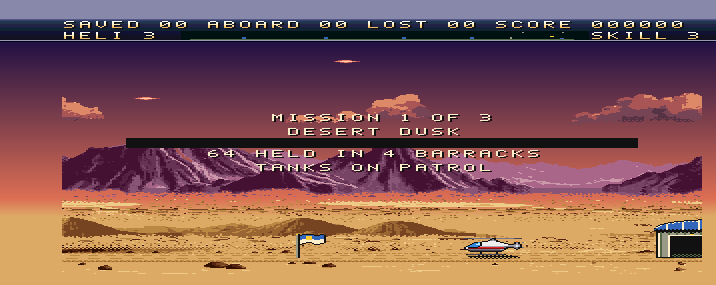 SAVED 00 ABOARD 00 LOST 00 SCORE 000000
HELI 3 SKILL 3
MISSION 1 OF 3
DESERT DUSK
64 HELD IN 4 BARRACKS
TANKS ON PATROL